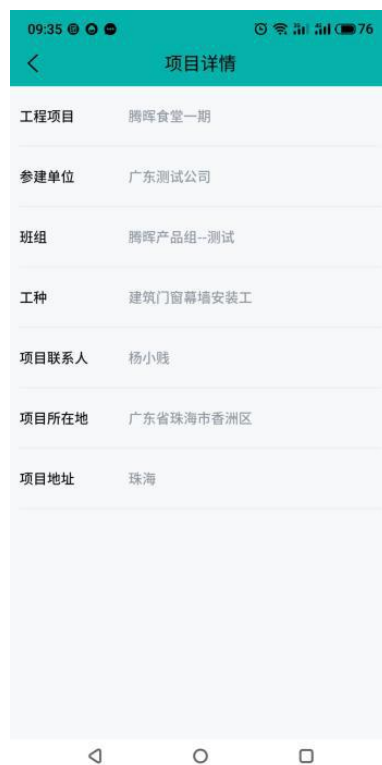 09:35 76
项目详情
工程项目 腾晖食堂一期
参建单位 广东测试公司
班组 腾晖产品组--测试
工种 建筑门窗幕墙安装工
项目联系人 杨小贱
项目所在地 广东省珠海市香洲区
项目地址 珠海